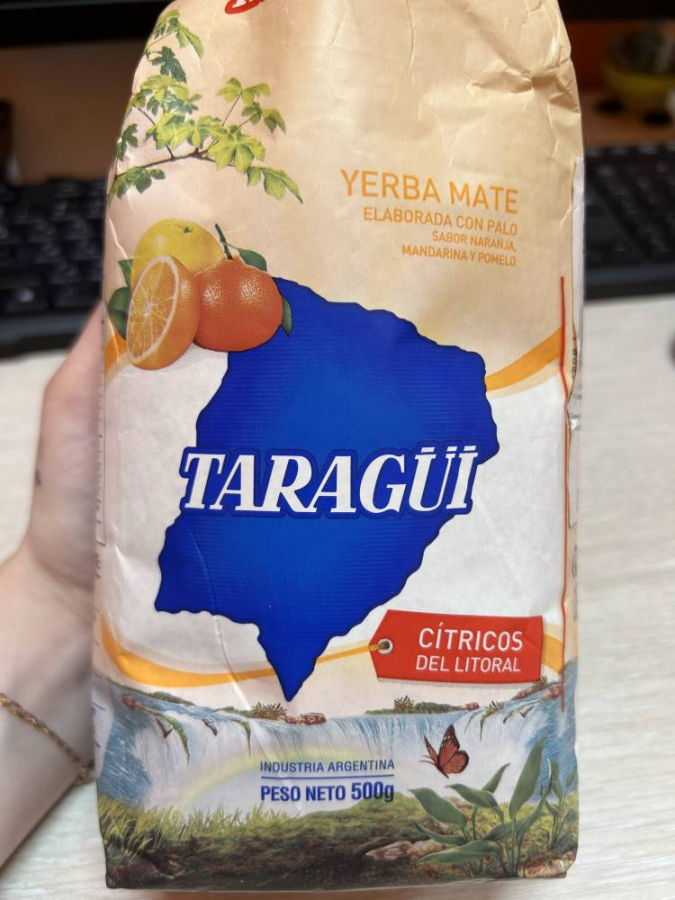 YERBA MATE
ELABORADA CON PALO
SABOR NARANJA,
MANDARINA Y POMELO
TARAGÜI
CÍTRICOS
DEL LITORAL
INDUSTRIA ARGENTINA
PESO NETO 500g